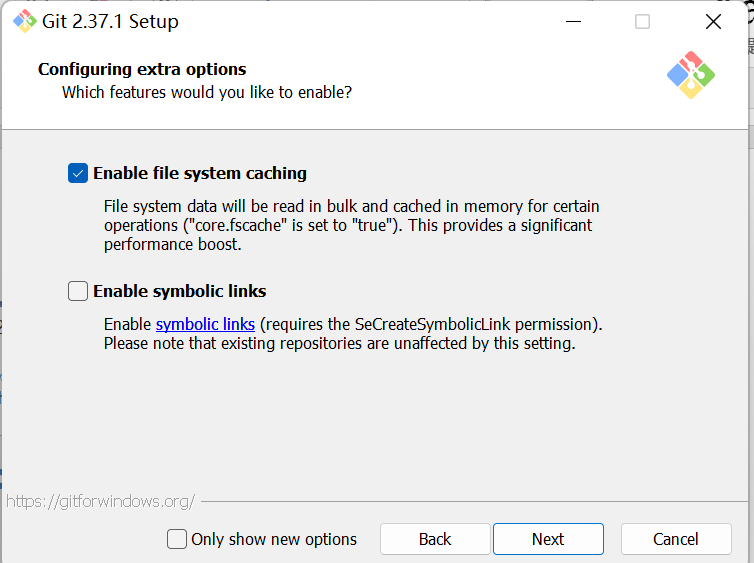 Git 2.37.1 Setup
Configuring extra options
Which features would you like to enable?
Enable file system caching
File system data will be read in bulk and cached in memory for certain
operations ("core.fscache" is set to "true"). This provides a significant
performance boost.
Enable symbolic links
Enable symbolic links (requires the SeCreateSymbolicLink permission).
Please note that existing repositories are unaffected by this setting.
https://gitforwindows.org/
Only show new options
Back
Next
Cancel